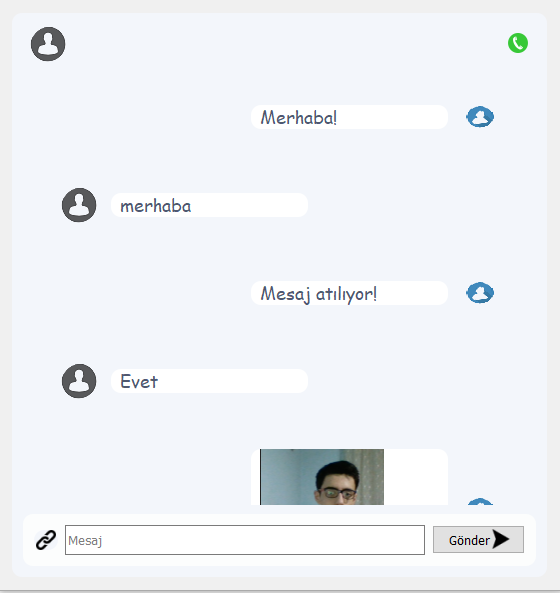 Merhaba!
merhaba
Mesaj atılıyor!
Evet
Mesaj
Gönder